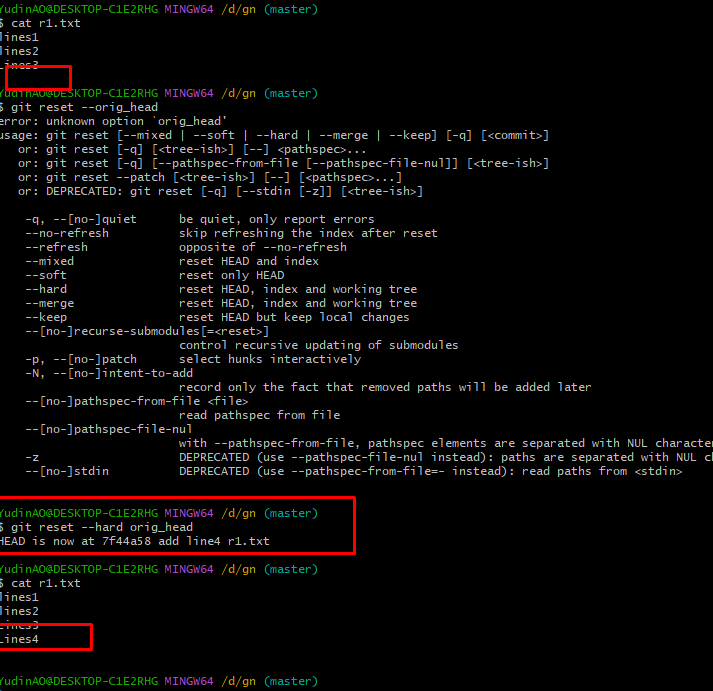 YudinAO@DESKTOP-C1E2RHG MINGW64 /d/gn (master)
$ cat r1.txt
lines1
lines2
Lines3
YudinAO@DESKTOP-C1E2RHG MINGW64 /d/gn (master)
$ git reset --orig_head
error: unknown option `orig_head'
usage: git reset [--mixed | --soft | --hard | --merge | --keep] [-q] [<commit>]
or: git reset [-q] [<tree-ish>] [--] <pathspec>...
or: git reset [-q] [--pathspec-from-file [--pathspec-file-nul]] [<tree-ish>]
or: git reset --patch [<tree-ish>] [--] [<pathspec>...]
or: DEPRECATED: git reset [-q] [--stdin [-z]] [<tree-ish>]
-q, --[no-]quiet be quiet, only report errors
--no-refresh skip refreshing the index after reset
--refresh opposite of --no-refresh
--mixed reset HEAD and index
--soft reset only HEAD
--hard reset HEAD, index and working tree
--merge reset HEAD, index and working tree
--keep reset HEAD but keep local changes
--[no-]recurse-submodules[=<reset>]
control recursive updating of submodules
-p, --[no-]patch select hunks interactively
-N, --[no-]intent-to-add
record only the fact that removed paths will be added later
--[no-]pathspec-from-file <file>
read pathspec from file
--[no-]pathspec-file-nul
with --pathspec-from-file, pathspec elements are separated with NUL character
-z DEPRECATED (use --pathspec-file-nul instead): paths are separated with NUL c
--[no-]stdin DEPRECATED (use --pathspec-from-file=- instead): read paths from <stdin>
YudinAO@DESKTOP-C1E2RHG MINGW64 /d/gn (master)
$ git reset --hard orig_head
HEAD is now at 7f44a58 add line4 r1.txt
YudinAO@DESKTOP-C1E2RHG MINGW64 /d/gn (master)
$ cat r1.txt
lines1
lines2
Lines3
Lines4
YudinAO@DESKTOP-C1E2RHG MINGW64 /d/gn (master)